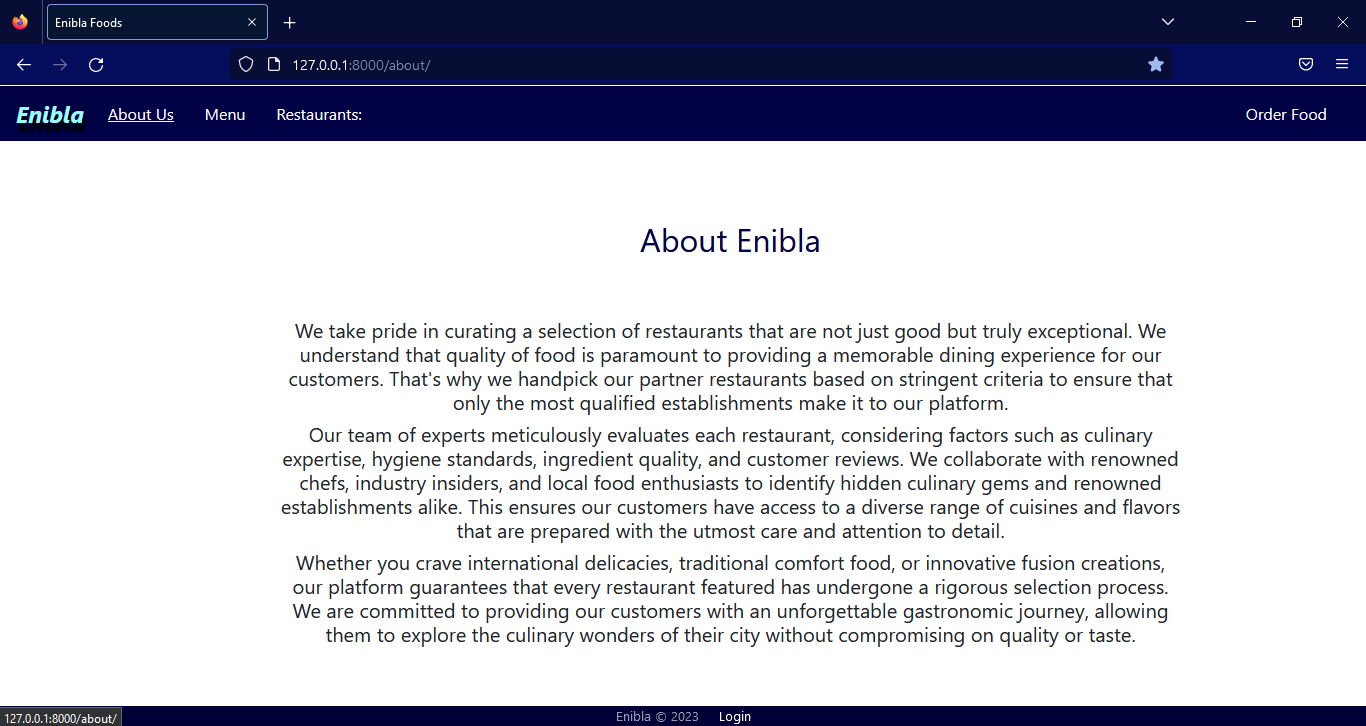 Enibla Foods
127.0.0.1:8000/about/
Enibla About Us Menu Restaurants: Order Food
About Enibla
We take pride in curating a selection of restaurants that are not just good but truly exceptional. We
understand that quality of food is paramount to providing a memorable dining experience for our
customers. That's why we handpick our partner restaurants based on stringent criteria to ensure that
only the most qualified establishments make it to our platform.
Our team of experts meticulously evaluates each restaurant, considering factors such as culinary
expertise, hygiene standards, ingredient quality, and customer reviews. We collaborate with renowned
chefs, industry insiders, and local food enthusiasts to identify hidden culinary gems and renowned
establishments alike. This ensures our customers have access to a diverse range of cuisines and flavors
that are prepared with the utmost care and attention to detail.
Whether you crave international delicacies, traditional comfort food, or innovative fusion creations,
our platform guarantees that every restaurant featured has undergone a rigorous selection process.
We are committed to providing our customers with an unforgettable gastronomic journey, allowing
them to explore the culinary wonders of their city without compromising on quality or taste.
Enibla © 2023 Login
127.0.0.1:8000/about/